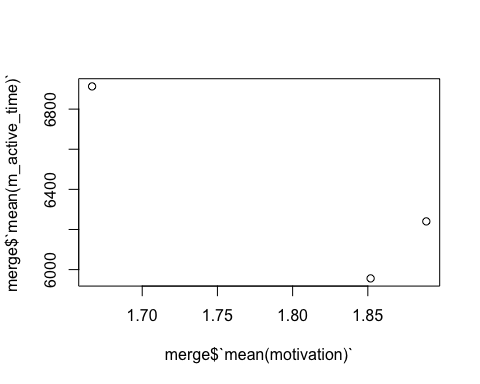 merge$`mean(m_active_time)`
6800
6400
6000
1.70 1.75 1.80 1.85
merge$`mean(motivation)`